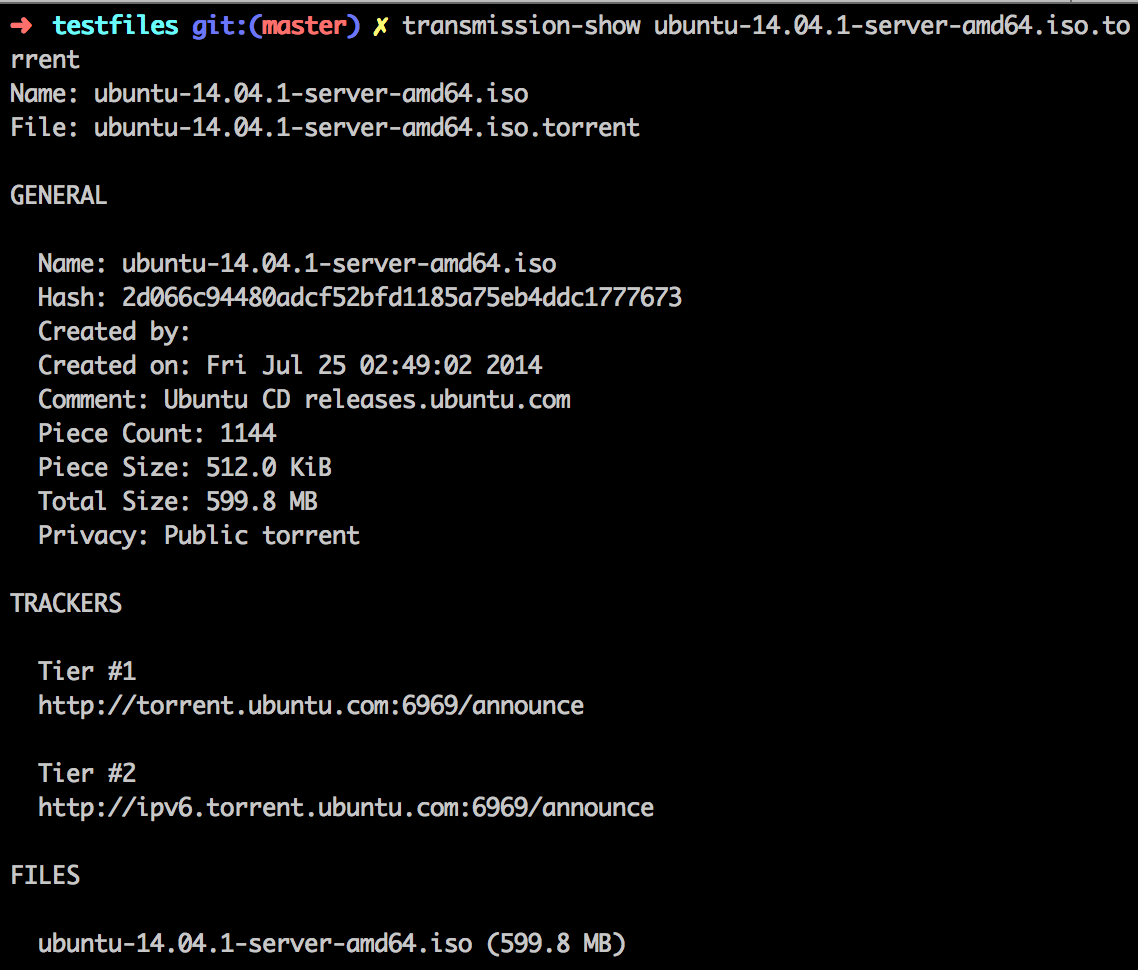 ➜  testfiles git:(master) ✗ transmission-show ubuntu-14.04.1-server-amd64.iso.to
rrent
Name: ubuntu-14.04.1-server-amd64.iso
File: ubuntu-14.04.1-server-amd64.iso.torrent

GENERAL

  Name: ubuntu-14.04.1-server-amd64.iso
  Hash: 2d066c94480adcf52bfd1185a75eb4ddc1777673
  Created by:
  Created on: Fri Jul 25 02:49:02 2014
  Comment: Ubuntu CD releases.ubuntu.com
  Piece Count: 1144
  Piece Size: 512.0 KiB
  Total Size: 599.8 MB
  Privacy: Public torrent

TRACKERS

  Tier #1
  http://torrent.ubuntu.com:6969/announce

  Tier #2
  http://ipv6.torrent.ubuntu.com:6969/announce

FILES

  ubuntu-14.04.1-server-amd64.iso (599.8 MB)